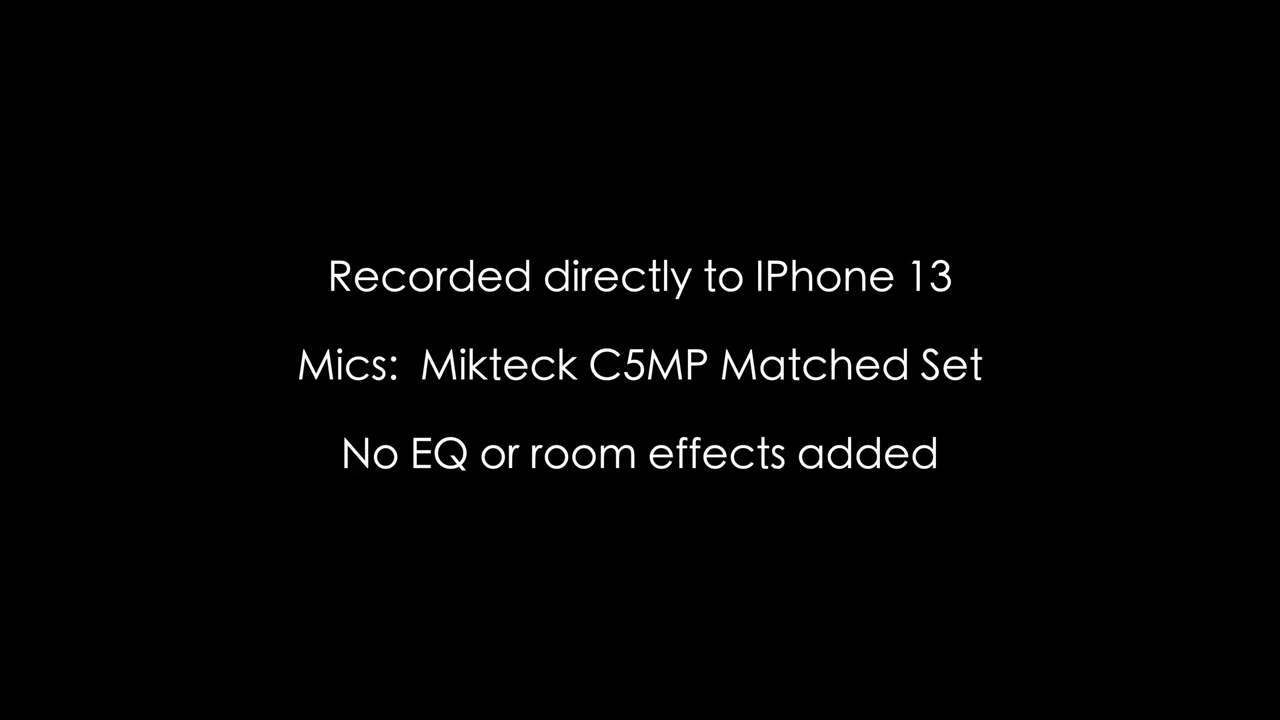 Recorded directly to IPhone 13
Mics:  Mikteck C5MP Matched Set
No EQ or room effects added